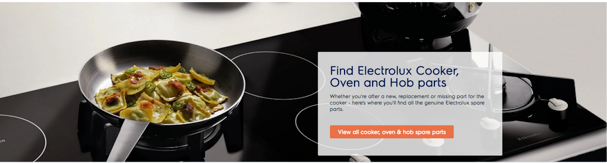 Find Electrolux Cooker,
Oven and Hob parts
Whether you're after a new, replacement or missing part for the
cooker - here's where you'll find all the genuine Electrolux spare
parts.
View all cooker, oven & hob spare parts